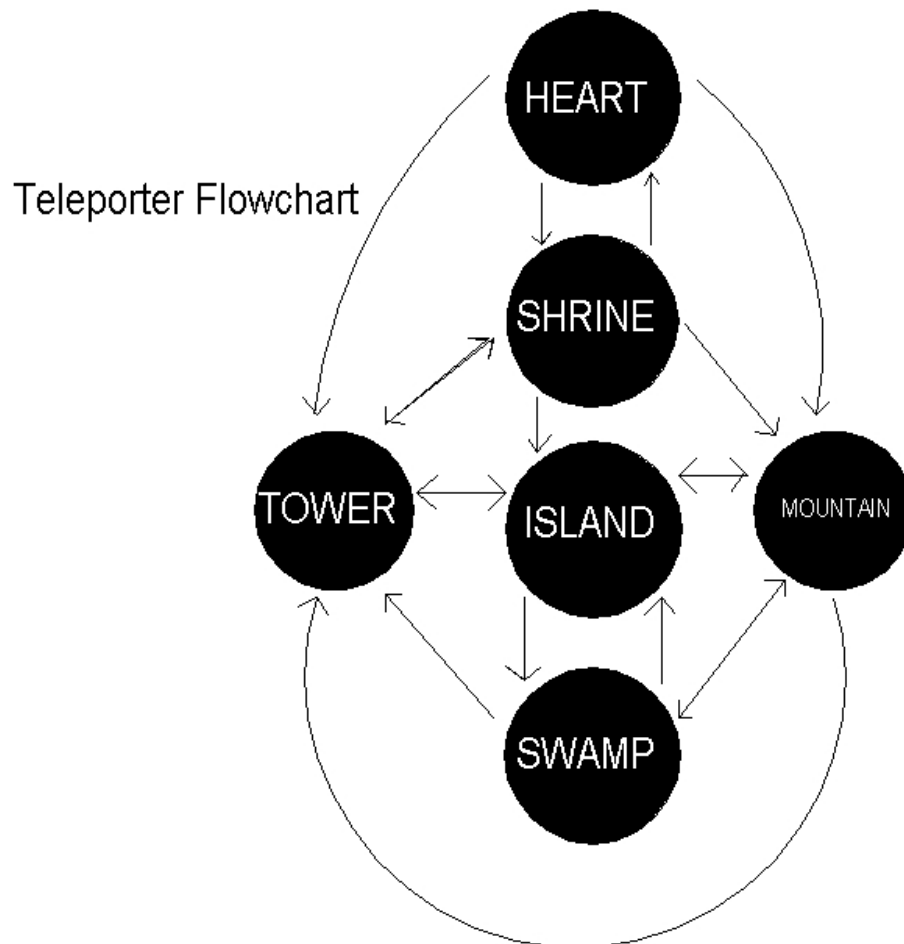 HEART
Teleporter Flowchart
SHRINE
TOWER
ISLAND
MOUNTAIN
SWAMP